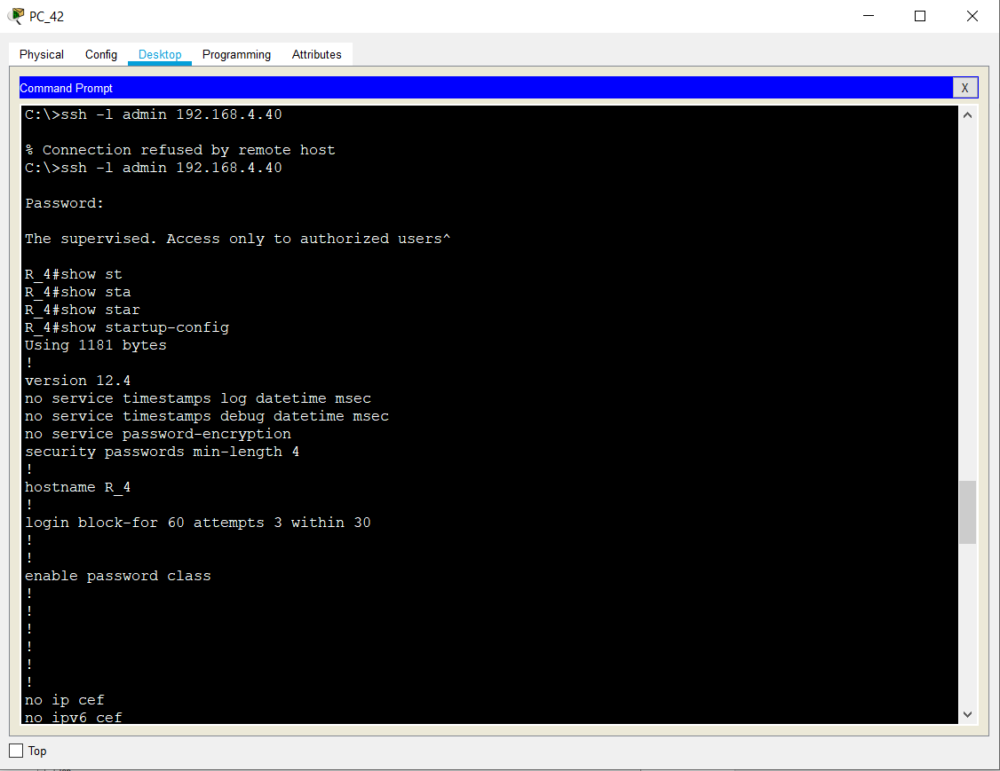 PC_42
Physical Config Desktop Programming Attributes
Command Prompt X
C:\>ssh -l admin 192.168.4.40
% Connection refused by remote host
C:\>ssh -l admin 192.168.4.40
Password:
The supervised. Access only to authorized users^
R_4#show st
R_4#show sta
R_4#show star
R_4#show startup-config
Using 1181 bytes
!
version 12.4
no service timestamps log datetime msec
no service timestamps debug datetime msec
no service password-encryption
security passwords min-length 4
!
hostname R_4
!
login block-for 60 attempts 3 within 30
!
!
enable password class
!
!
!
!
!
!
no ip cef
no ipv6 cef
Top